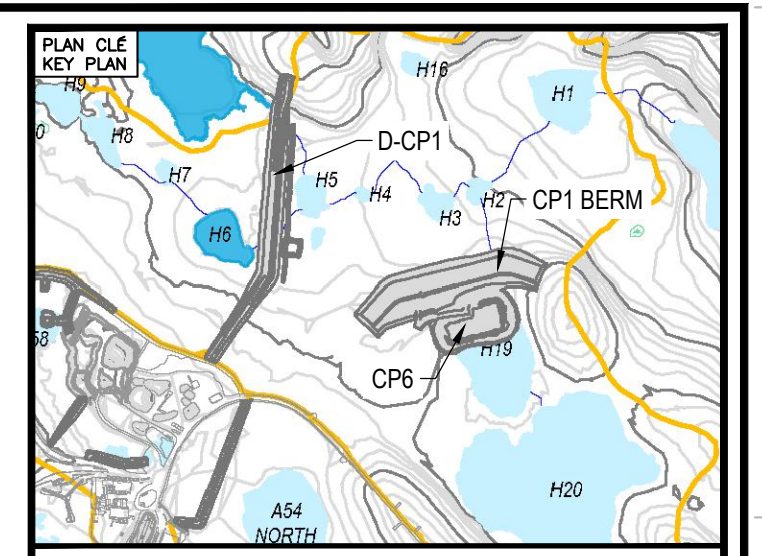 PLAN CLÉ
KEY PLAN
H9
H16
H1
H8
D-CP1
H7
H5
H4
H2
H3
CP1 BERM
H6
58
CP6
H19
H20
A54
NORTH